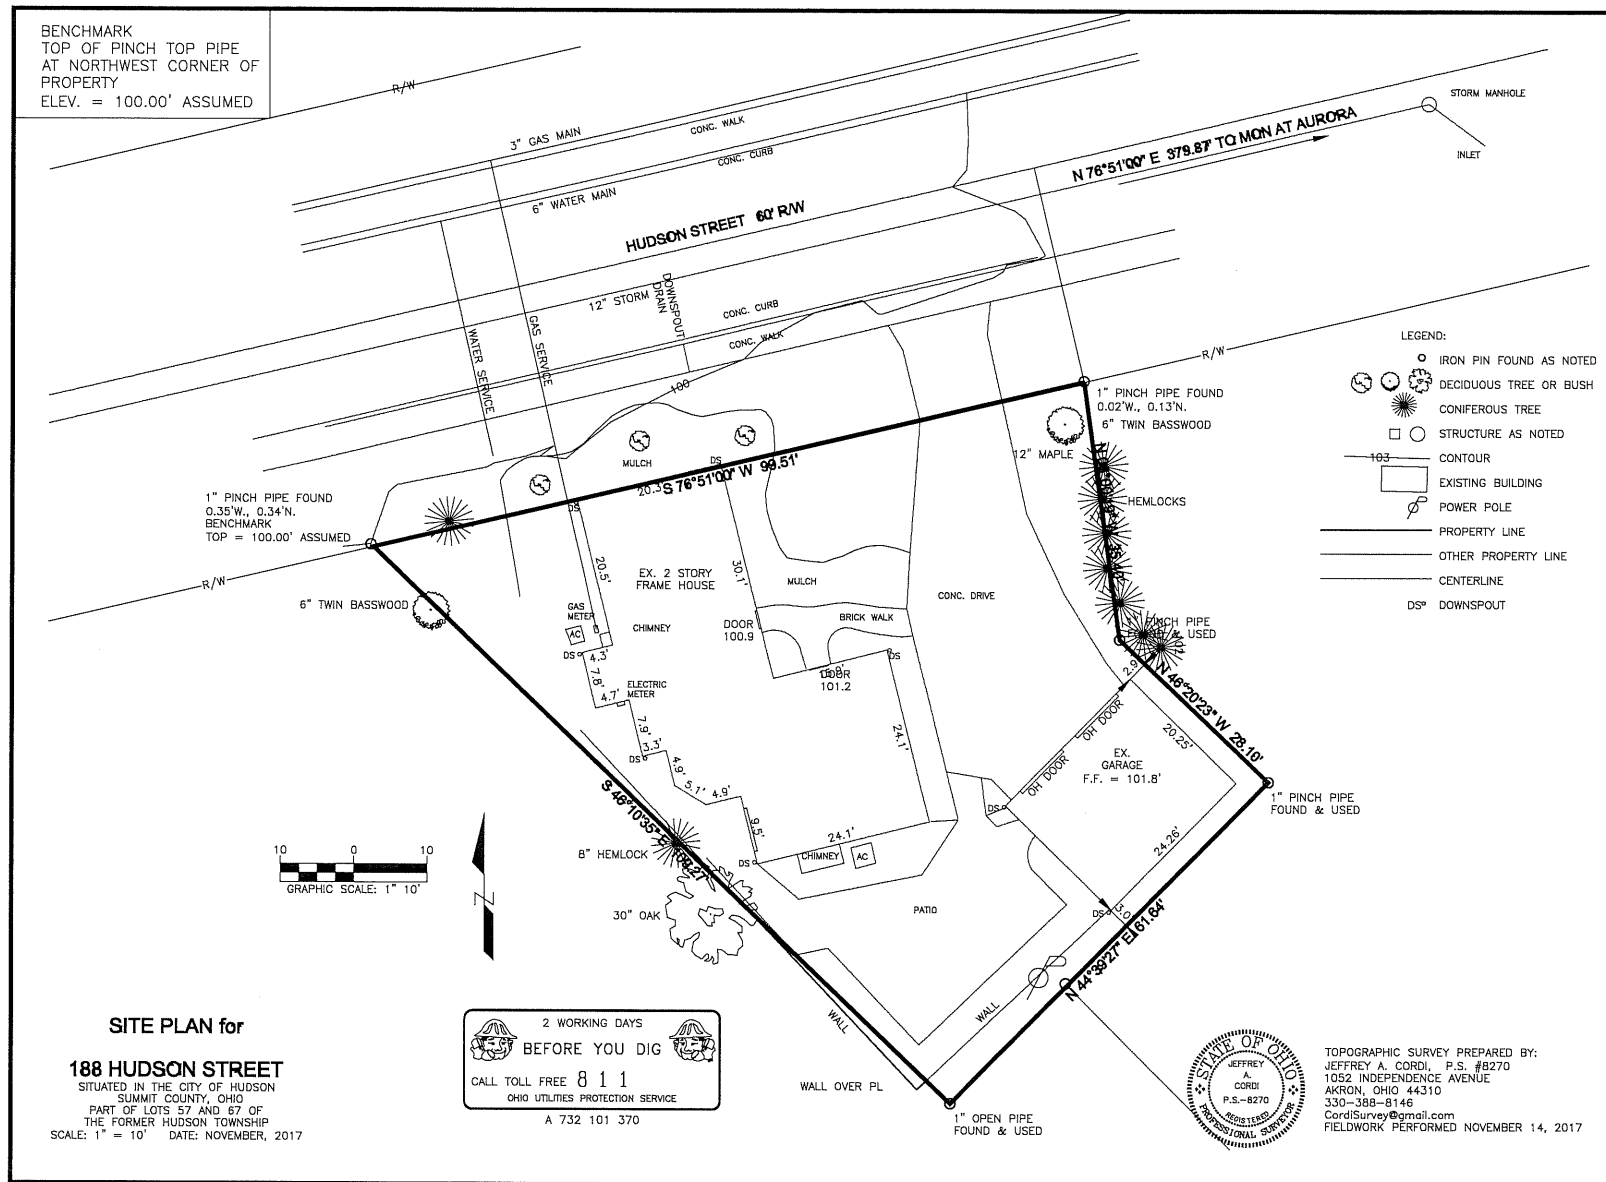 BENCHMARK
TOP OF PINCH TOP PIPE
AT NORTHWEST CORNER OF
PROPERTY
ELEV. = 100.00' ASSUMED
R/W
3" GAS MAIN
CONC. WALK
CONC. CURB
6" WATER MAIN
HUDSON STREET 60' R/W
N 76°51'00" E 379.87' TO MON AT AURORA
STORM MANHOLE
INLET
12" STORM
DOWNSPOUT
DRAIN
CONC. CURB
CONC. WALK
WATER SERVICE
GAS SERVICE
100
R/W
LEGEND:
IRON PIN FOUND AS NOTED
DECIDUOUS TREE OR BUSH
CONIFEROUS TREE
STRUCTURE AS NOTED
103
CONTOUR
EXISTING BUILDING
POWER POLE
PROPERTY LINE
OTHER PROPERTY LINE
CENTERLINE
DS DOWNSPOUT
1" PINCH PIPE FOUND
0.02'W., 0.13'N.
6" TWIN BASSWOOD
12" MAPLE
HEMLOCKS
MULCH
DS
S 76°51'00" W 99.51'
20.3'
DS
1" PINCH PIPE FOUND
0.35'W., 0.34'N.
BENCHMARK
TOP = 100.00' ASSUMED
R/W
6" TWIN BASSWOOD
20.5'
EX. 2 STORY
FRAME HOUSE
30.1'
MULCH
CONC. DRIVE
GAS
METER
AC
CHIMNEY
DOOR
100.9
BRICK WALK
1" PINCH PIPE
FOUND & USED
DS
4.3'
7.8'
DS
DOOR
101.2
2.9'
N 46°20'23" W 28.10'
ELECTRIC
METER
4.7'
7.9'
3.3'
DS
24.1'
OH DOOR
OH DOOR
20.25'
EX.
GARAGE
F.F. = 101.8'
4.9'
5.1'
4.9'
S 46°10'35" E 108.27'
DS
1" PINCH PIPE
FOUND & USED
9.5'
24.1'
24.26'
8" HEMLOCK
DS
CHIMNEY
AC
10 0 10
GRAPHIC SCALE: 1" 10'
N
30" OAK
PATIO
DS
3.0'
N 44°39'27" E 61.64'
WALL
WALL
WALL OVER PL
1" OPEN PIPE
FOUND & USED
SITE PLAN for
188 HUDSON STREET
SITUATED IN THE CITY OF HUDSON
SUMMIT COUNTY, OHIO
PART OF LOTS 57 AND 67 OF
THE FORMER HUDSON TOWNSHIP
SCALE: 1" = 10' DATE: NOVEMBER, 2017
2 WORKING DAYS
BEFORE YOU DIG
CALL TOLL FREE 8 1 1
OHIO UTILITIES PROTECTION SERVICE
A 732 101 370
STATE OF OHIO
JEFFREY
A.
CORDI
P.S.-8270
REGISTERED
PROFESSIONAL SURVEYOR
TOPOGRAPHIC SURVEY PREPARED BY:
JEFFREY A. CORDI, P.S. #8270
1052 INDEPENDENCE AVENUE
AKRON, OHIO 44310
330-388-8146
CordiSurvey@gmail.com
FIELDWORK PERFORMED NOVEMBER 14, 2017